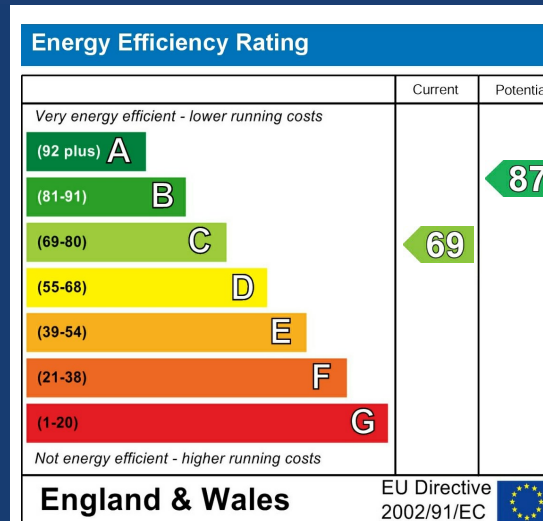 Energy Efficiency Rating
Current Potentia
Very energy efficient - lower running costs
(92 plus) A
(81-91) B
87
(69-80) C
69
(55-68) D
(39-54) E
(21-38) F
(1-20) G
Not energy efficient - higher running costs
England & Wales
EU Directive
2002/91/EC